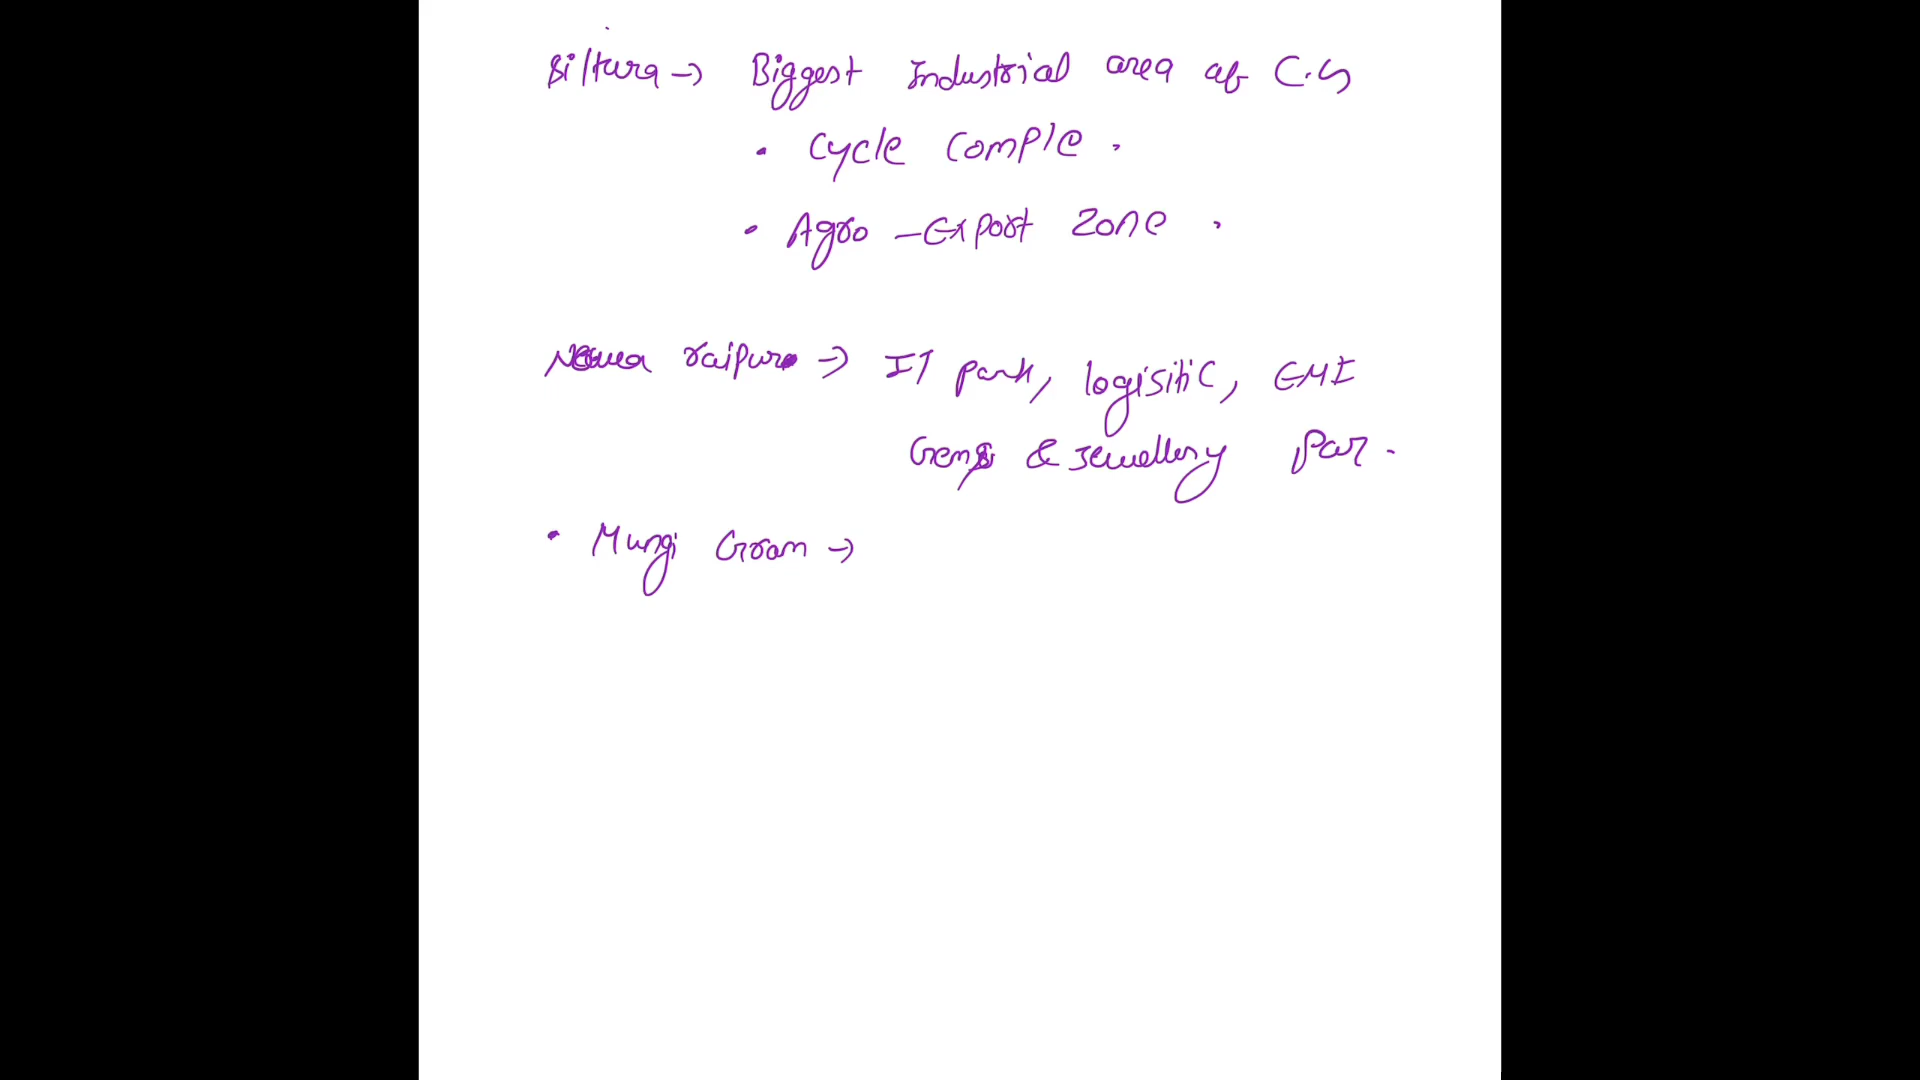 Biltura → Biggest Industrial area of C.G
• Cycle Comple .
• Agro – Export Zone .
Nawa raipur → IT park, logisitic, EMI
Gems & Jewellery Par .
• Mungi Gram →